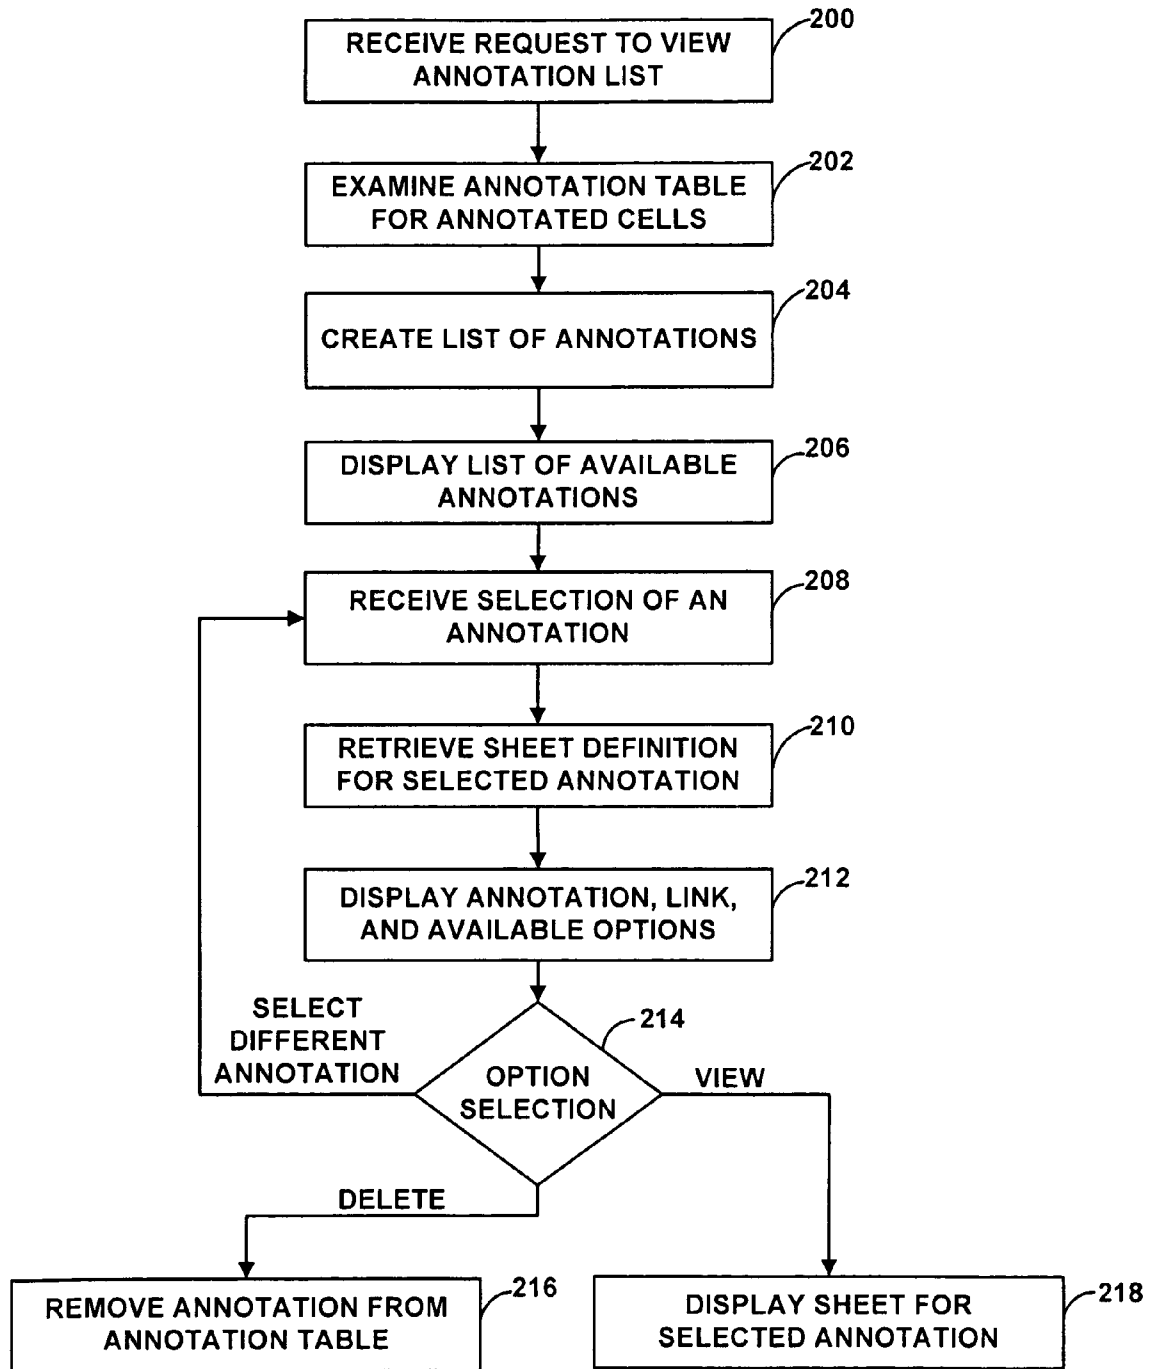 200
RECEIVE REQUEST TO VIEW
ANNOTATION LIST
202
EXAMINE ANNOTATION TABLE
FOR ANNOTATED CELLS
204
CREATE LIST OF ANNOTATIONS
206
DISPLAY LIST OF AVAILABLE
ANNOTATIONS
208
RECEIVE SELECTION OF AN
ANNOTATION
210
RETRIEVE SHEET DEFINITION
FOR SELECTED ANNOTATION
212
DISPLAY ANNOTATION, LINK,
AND AVAILABLE OPTIONS
214
OPTION
SELECTION
SELECT
DIFFERENT
ANNOTATION
VIEW
DELETE
216
REMOVE ANNOTATION FROM
ANNOTATION TABLE
218
DISPLAY SHEET FOR
SELECTED ANNOTATION